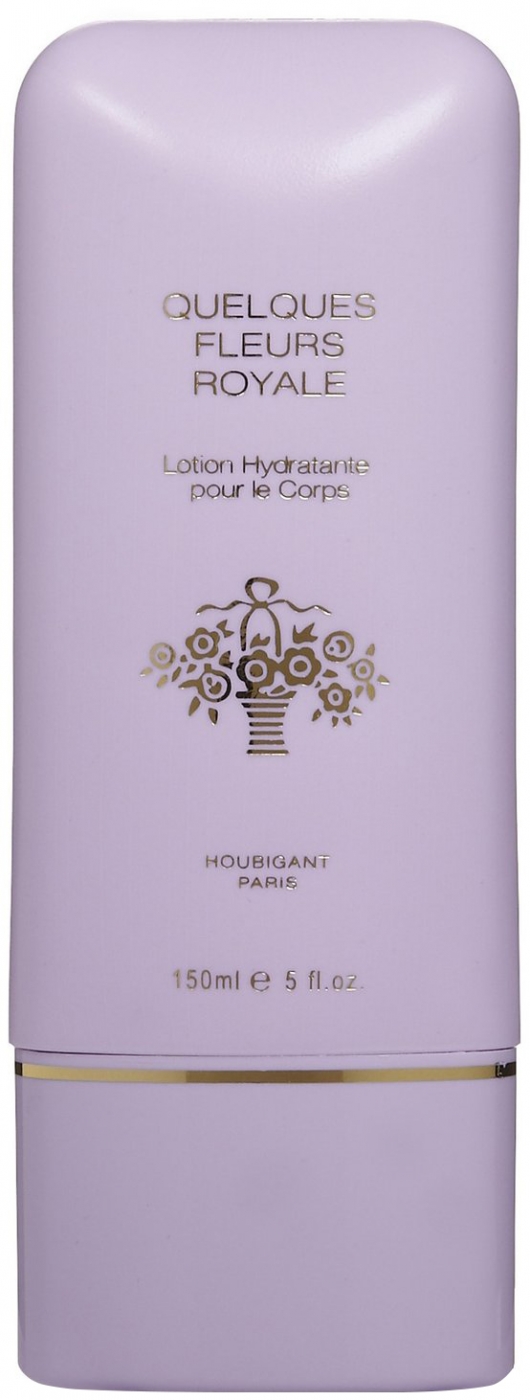 QUELQUES
FLEURS
ROYALE
Lotion Hydratante
pour le Corps
HOUBIGANT
PARIS
150ml e 5 fl.oz.